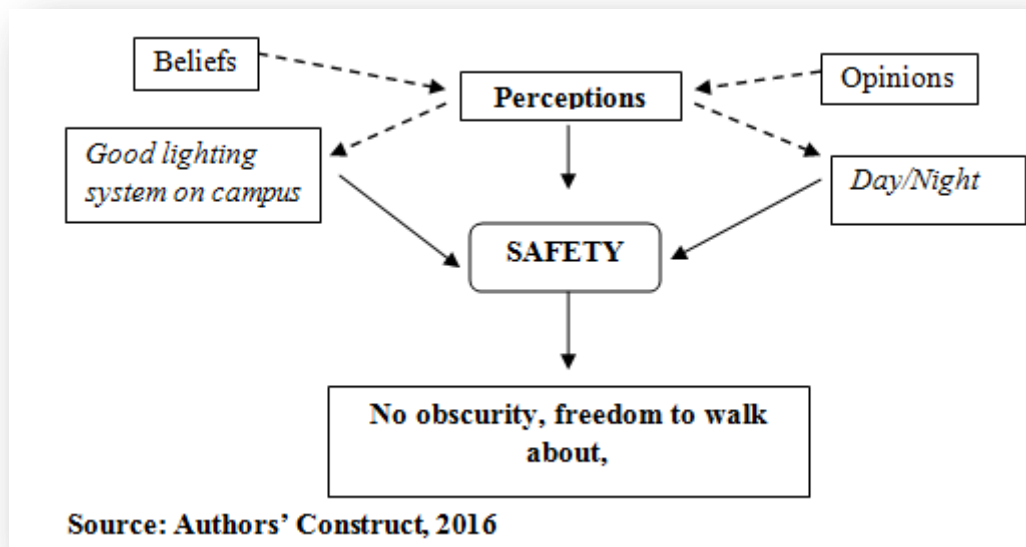 Beliefs
Perceptions
Opinions
Good lighting
system on campus
Day/Night
SAFETY
No obscurity, freedom to walk
about,
Source: Authors' Construct, 2016